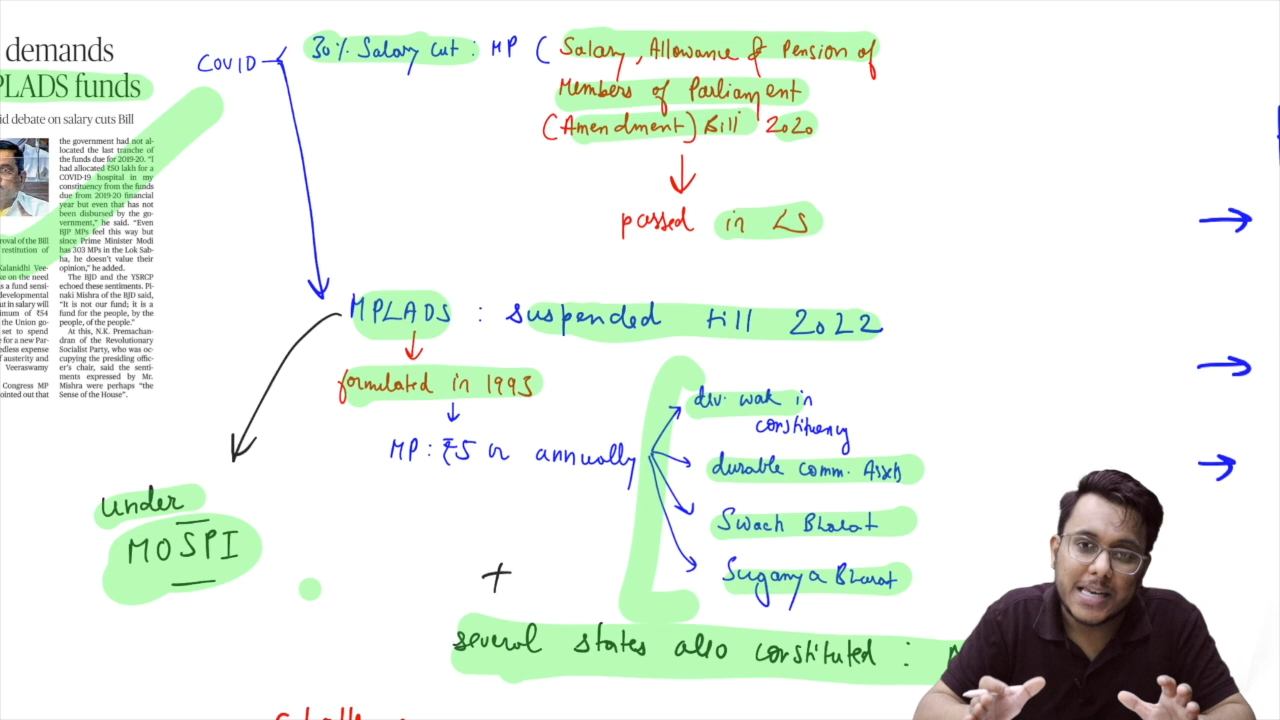 demands
PLADS funds
id debate on salary cuts Bill
the government had not al-
located the last tranche of
the funds due for 2019-20. "I
had allocated ₹50 lakh for a
COVID-19 hospital in my
constituency from the funds
due from 2019-20 financial
year but even that has not
been disbursed by the go-
vernment," he said. "Even
BJP MPs feel this way but
since Prime Minister Modi
has 303 MPs in the Lok Sab-
ha, he doesn't value their
opinion," he added.
The BJD and the YSRCP
echoed these sentiments. Pi-
naki Mishra of the BJD said,
"It is not our fund; it is a
fund for the people, by the
people, of the people."
At this, N.K. Premachan-
dran of the Revolutionary
Socialist Party, who was oc-
cupying the presiding offic-
er's chair, said the senti-
ments expressed by Mr.
Mishra were perhaps "the
Sense of the House".
roval of the Bill
restitution of
Kalanidhi Vee-
ke on the need
s a fund sensi-
developmental
ut in salary will
imum of ₹54
the Union go-
set to spend
e for a new Par-
edless expense
f austerity and
Veeraswamy
Congress MP
ointed out that
COVID
30% Salary Cut : MP ( Salary, Allowance & Pension of
Members of Parliament
(Amendment) Bill 2020
passed in LS
MPLADS : suspended till 2022
formulated in 1993
MP : ₹5 cr annually
dev. wok in
constituency
durable comm. Assets
Swach Bharat
Suganya Bharat
under
MOSPI
+
several states also constituted :